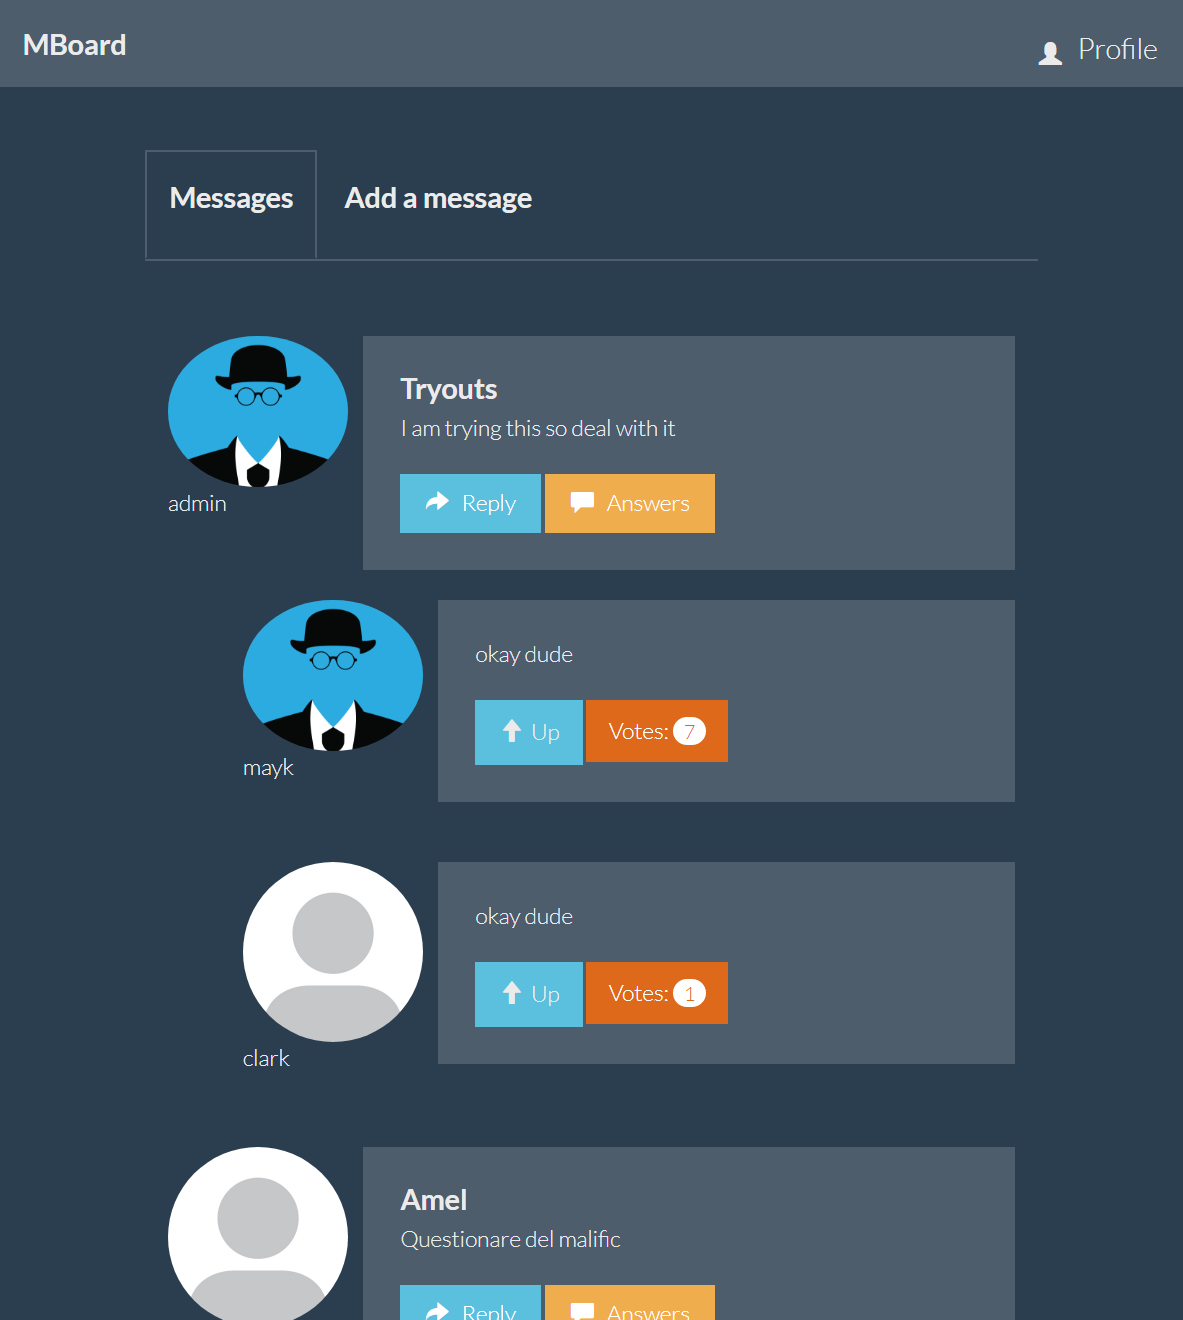 MBoard
Profile
Messages
Add a message
Tryouts
I am trying this so deal with it
Reply
Answers
admin
okay dude
Up
Votes: 7
mayk
okay dude
Up
Votes: 1
clark
Amel
Questionare del malific
Reply
Answers